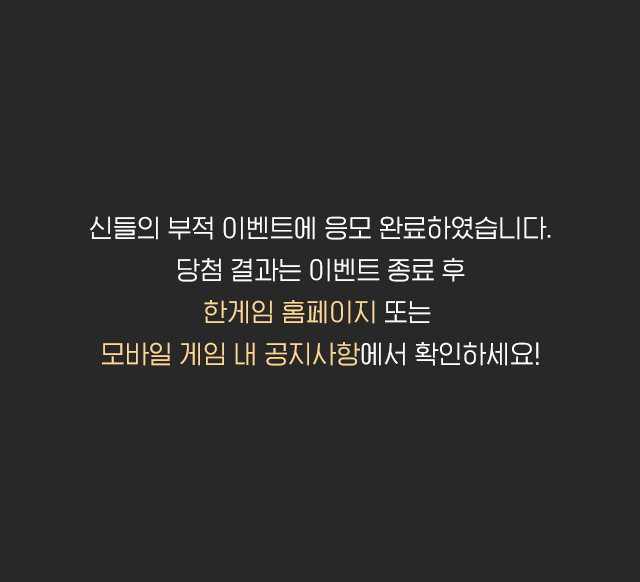 신들의 부적 이벤트에 응모 완료하였습니다.
당첨 결과는 이벤트 종료 후
한게임 홈페이지 또는
모바일 게임 내 공지사항에서 확인하세요!